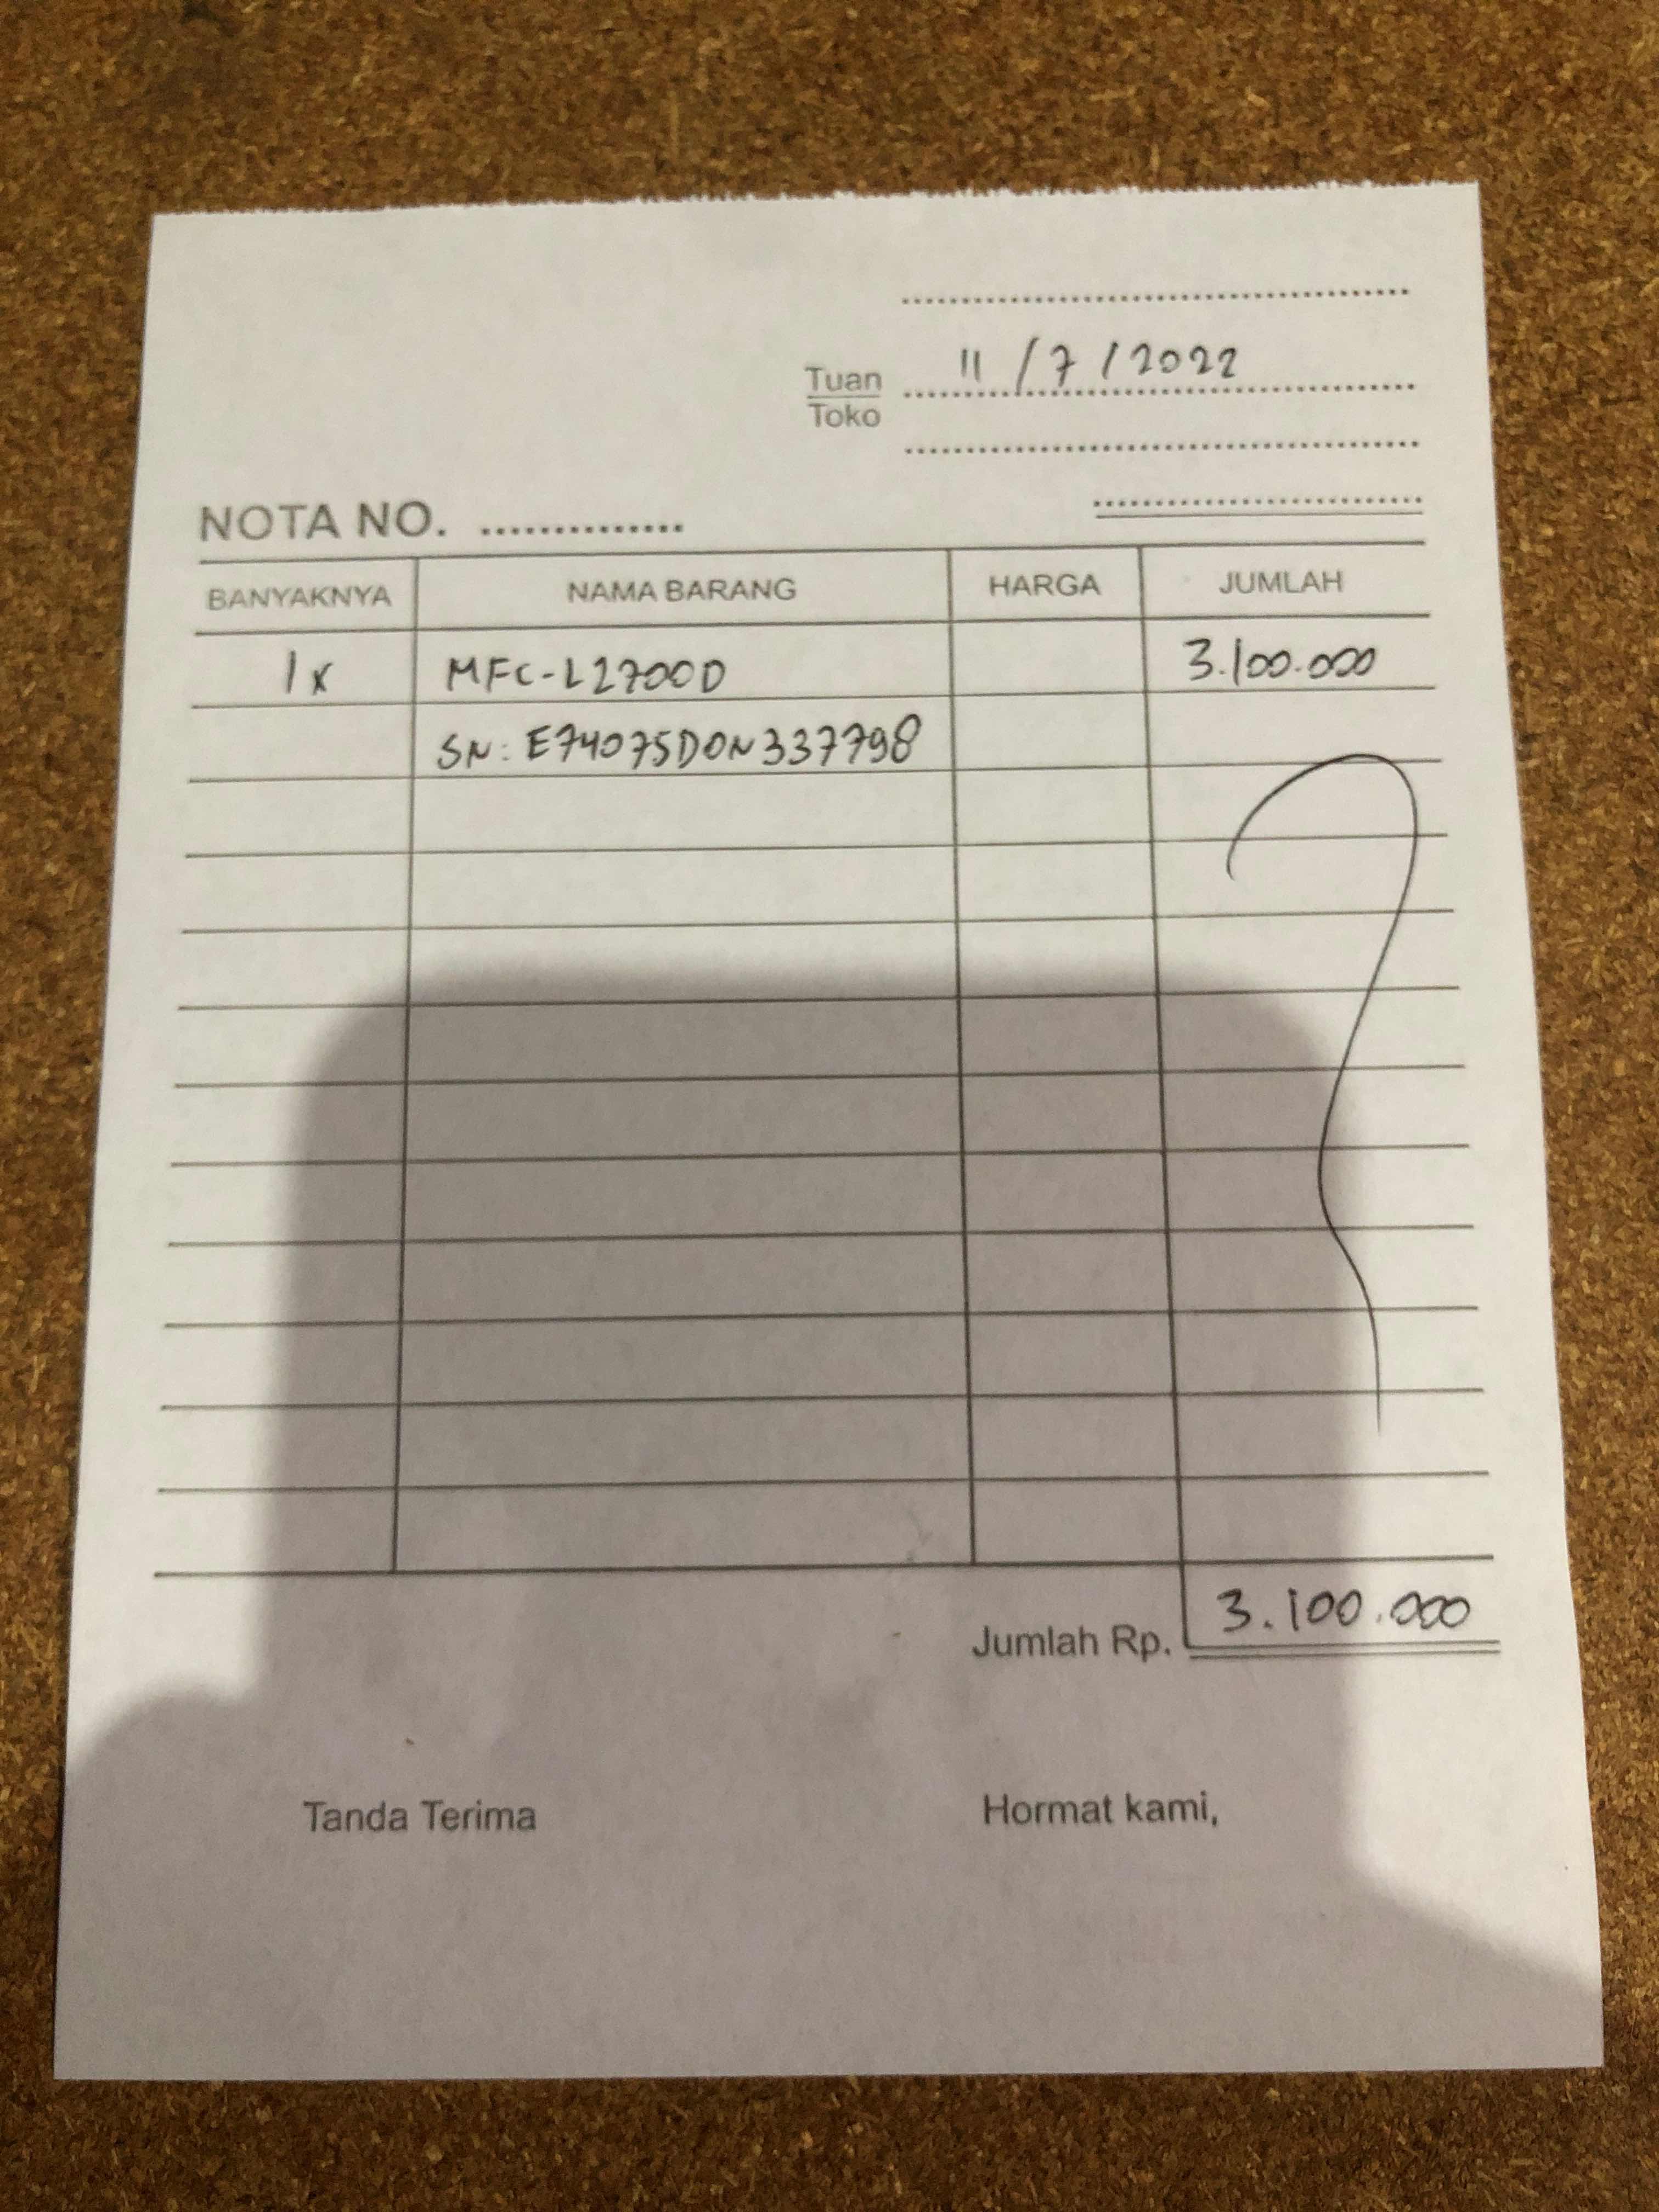 11/7/2022
Tuan
Toko
NOTA NO. ..............
BANYAKNYA NAMA BARANG HARGA JUMLAH
1x MFC-L2700D 3.100.000
SN: E74075D0N337798
Jumlah Rp. 3.100.000
Tanda Terima Hormat kami,